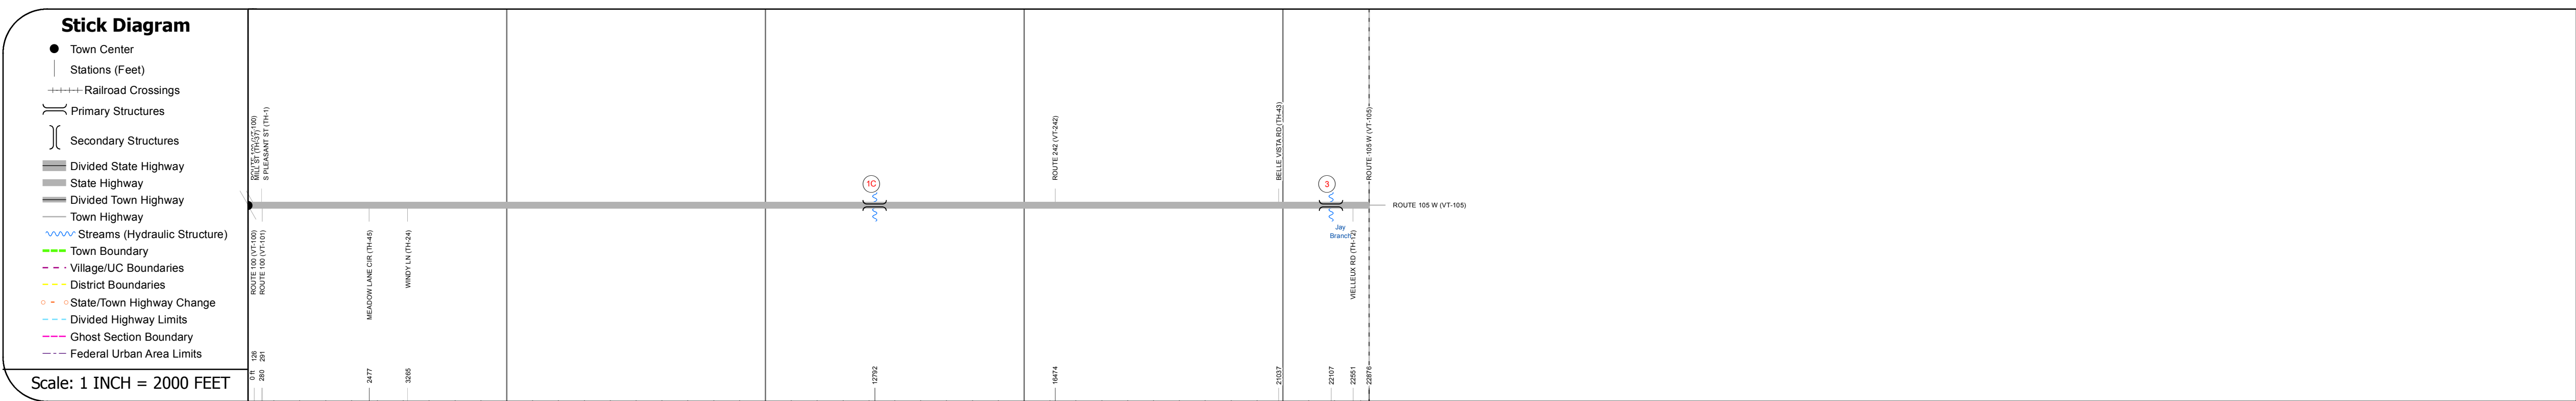 Stick Diagram
Town Center
Stations (Feet)
Railroad Crossings
Primary Structures
Secondary Structures
Divided State Highway
State Highway
Divided Town Highway
Town Highway
Streams (Hydraulic Structure)
Town Boundary
Village/UC Boundaries
District Boundaries
State/Town Highway Change
Divided Highway Limits
Ghost Section Boundary
Federal Urban Area Limits
Scale: 1 INCH = 2000 FEET
MILL ST (TH-37)
S PLEASANT ST (TH-1)
ROUTE 242 (VT-242)
BELLE VISTA RD (TH-43)
ROUTE 105 W (VT-105)
1C
3
ROUTE 105 W (VT-105)
Jay
Branch
ROUTE 100 (VT-100)
ROUTE 100 (VT-101)
MEADOW LANE CIR (TH-45)
WINDY LN (TH-24)
VIELLEUX RD (TH-12)
0 ft
126
280
291
2477
3265
12792
16474
21037
22107
22551
22876